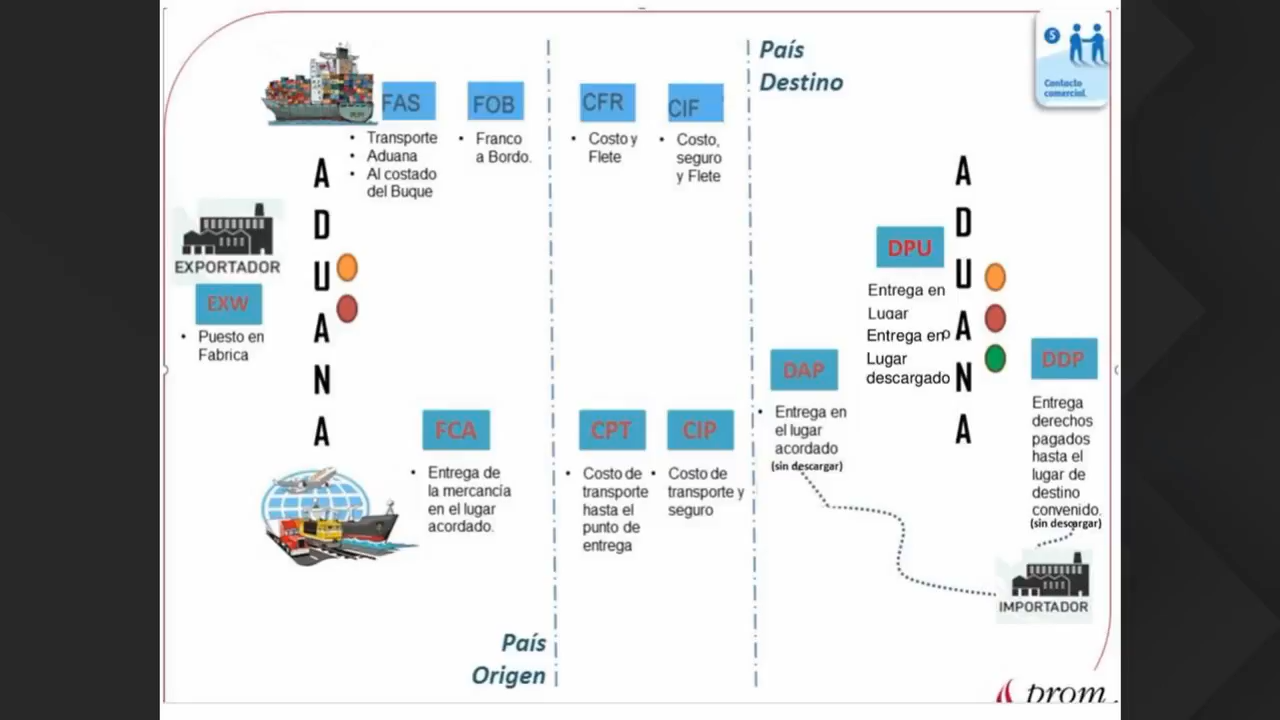 País
Destino
5
Contacto
comercial.
FAS
FOB
CFR
CIF
• Transporte
• Aduana
• Al costado
del Buque
• Franco
a Bordo.
• Costo y
Flete
• Costo,
seguro
y Flete
ADUANA
EXPORTADOR
EXW
• Puesto en
Fabrica
ADUANA
DPU
Entrega en
Lugar
Entrega en
Lugar
descargado
DAP
• Entrega en
el lugar
acordado
(sin descargar)
DDP
Entrega
derechos
pagados
hasta el
lugar de
destino
convenido.
(sin descargar)
FCA
• Entrega de
la mercancía
en el lugar
acordado.
CPT
• Costo de
transporte
hasta el
punto de
entrega
CIP
• Costo de
transporte y
seguro
IMPORTADOR
País
Origen
prom